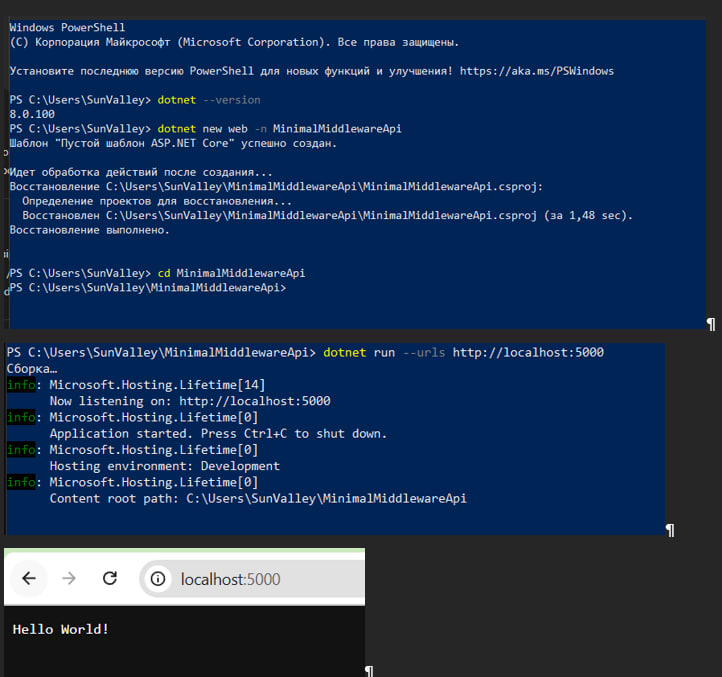 Windows PowerShell
(C) Корпорация Майкрософт (Microsoft Corporation). Все права защищены.
Установите последнюю версию PowerShell для новых функций и улучшения! https://aka.ms/PSWindows
PS C:\Users\SunValley> dotnet --version
8.0.100
PS C:\Users\SunValley> dotnet new web -n MinimalMiddlewareApi
Шаблон "Пустой шаблон ASP.NET Core" успешно создан.
Идет обработка действий после создания...
Восстановление C:\Users\SunValley\MinimalMiddlewareApi\MinimalMiddlewareApi.csproj:
  Определение проектов для восстановления...
  Восстановлен C:\Users\SunValley\MinimalMiddlewareApi\MinimalMiddlewareApi.csproj (за 1,48 sec).
Восстановление выполнено.
PS C:\Users\SunValley> cd MinimalMiddlewareApi
PS C:\Users\SunValley\MinimalMiddlewareApi>
¶
PS C:\Users\SunValley\MinimalMiddlewareApi> dotnet run --urls http://localhost:5000
Сборка…
info: Microsoft.Hosting.Lifetime[14]
      Now listening on: http://localhost:5000
info: Microsoft.Hosting.Lifetime[0]
      Application started. Press Ctrl+C to shut down.
info: Microsoft.Hosting.Lifetime[0]
      Hosting environment: Development
info: Microsoft.Hosting.Lifetime[0]
      Content root path: C:\Users\SunValley\MinimalMiddlewareApi
¶
localhost:5000
Hello World!
¶